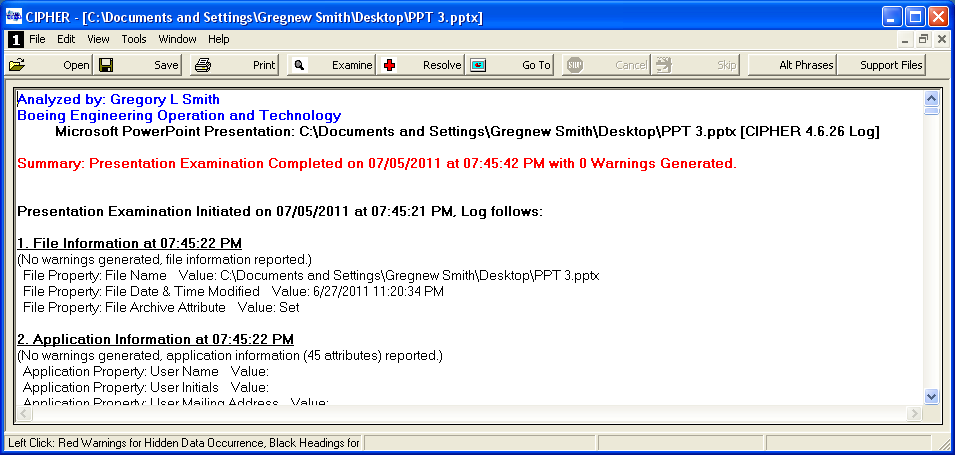 CIPHER - [C:\Documents and Settings\Gregnew Smith\Desktop\PPT 3.pptx]
1 File Edit View Tools Window Help
Open Save Print Examine Resolve Go To STOP Cancel Skip Alt Phrases Support Files
Analyzed by: Gregory L Smith
Boeing Engineering Operation and Technology
Microsoft PowerPoint Presentation: C:\Documents and Settings\Gregnew Smith\Desktop\PPT 3.pptx [CIPHER 4.6.26 Log]
Summary: Presentation Examination Completed on 07/05/2011 at 07:45:42 PM with 0 Warnings Generated.
Presentation Examination Initiated on 07/05/2011 at 07:45:21 PM, Log follows:
1. File Information at 07:45:22 PM
(No warnings generated, file information reported.)
File Property: File Name Value: C:\Documents and Settings\Gregnew Smith\Desktop\PPT 3.pptx
File Property: File Date & Time Modified Value: 6/27/2011 11:20:34 PM
File Property: File Archive Attribute Value: Set
2. Application Information at 07:45:22 PM
(No warnings generated, application information (45 attributes) reported.)
Application Property: User Name Value:
Application Property: User Initials Value:
Application Property: User Mailing Address Value:
Left Click: Red Warnings for Hidden Data Occurrence, Black Headings for